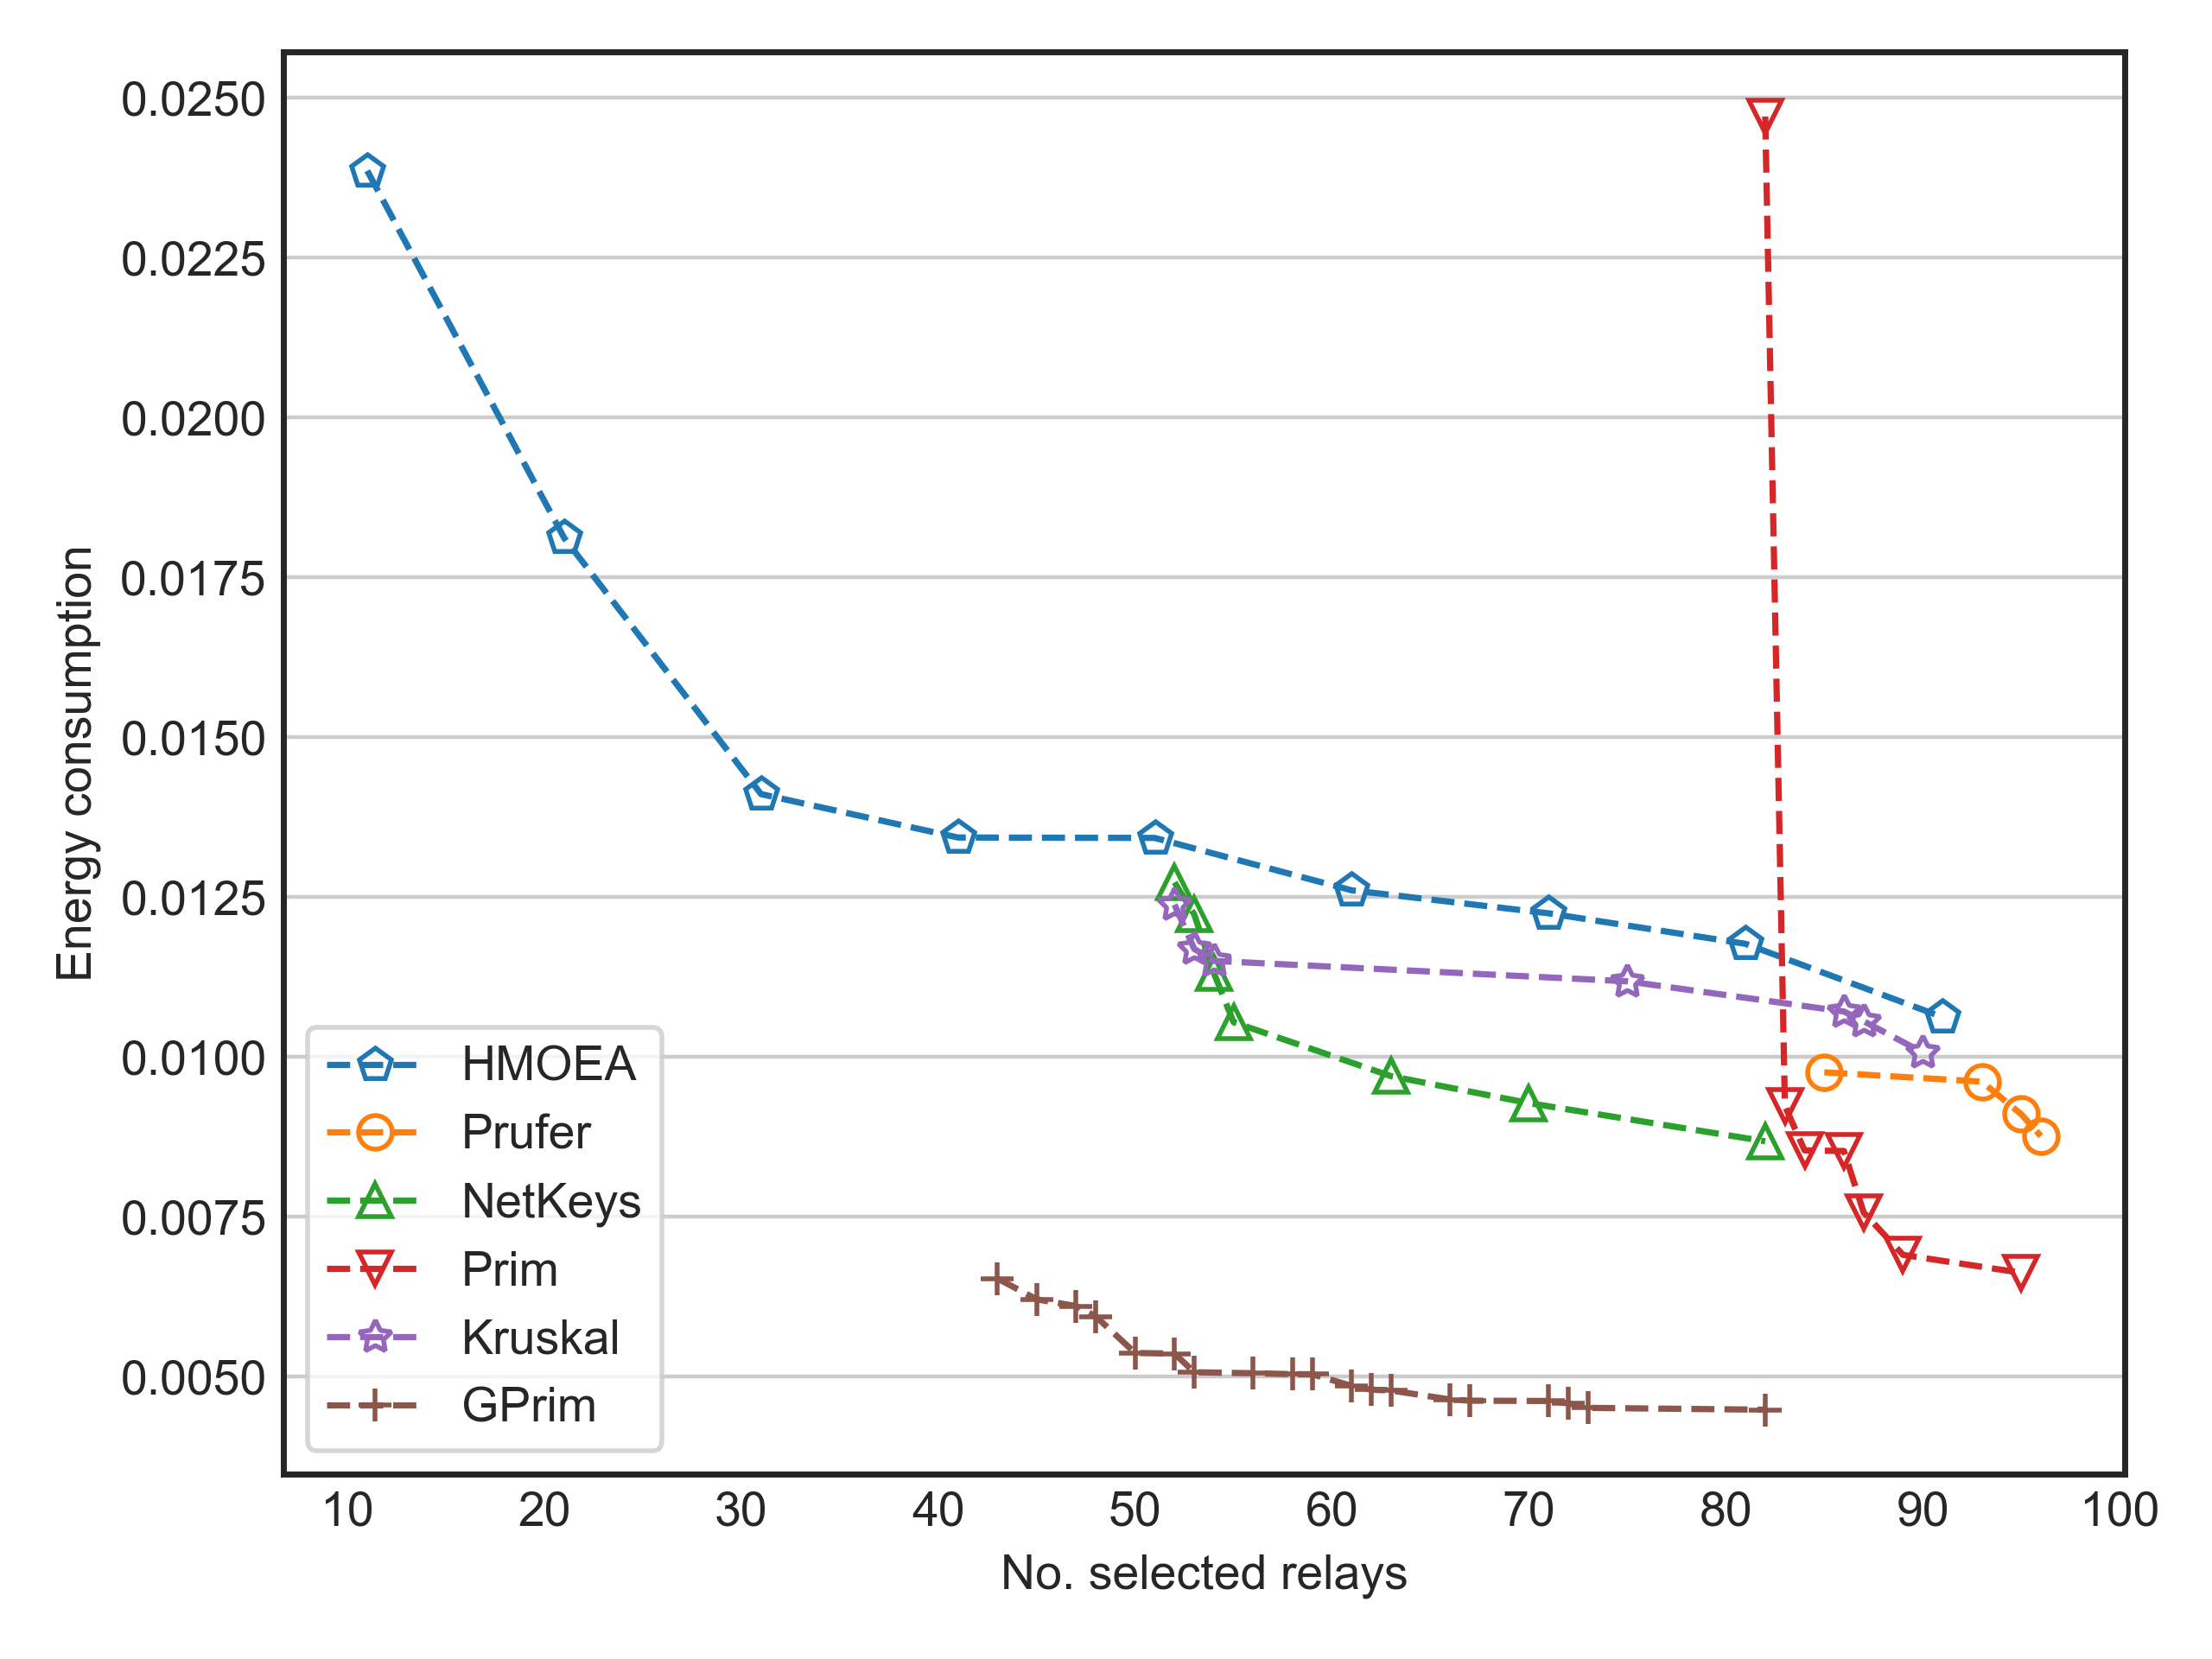 0.0250
0.0225
0.0200
0.0175
0.0150
0.0125
0.0100
0.0075
0.0050
Energy consumption
HMOEA
Prufer
NetKeys
Prim
Kruskal
GPrim
10 20 30 40 50 60 70 80 90 100
No. selected relays